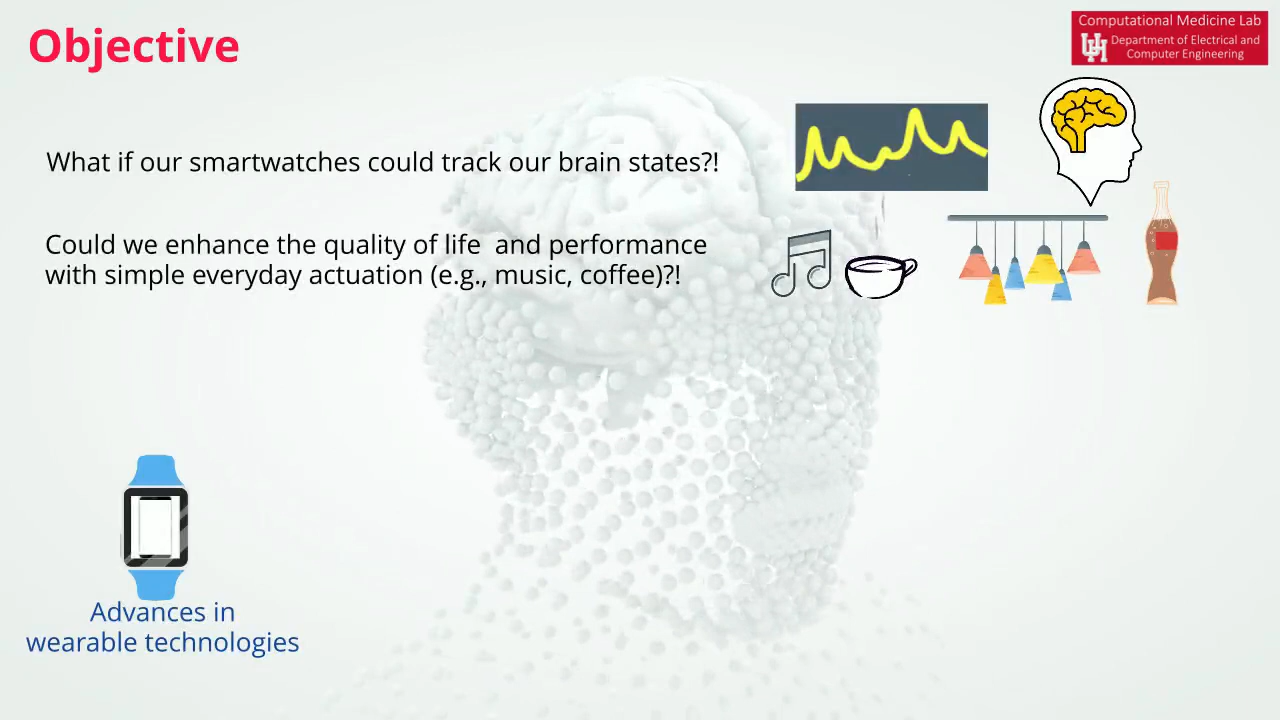 Objective
Computational Medicine Lab
UH Department of Electrical and
Computer Engineering
What if our smartwatches could track our brain states?!
Could we enhance the quality of life  and performance
with simple everyday actuation (e.g., music, coffee)?!
Advances in
wearable technologies